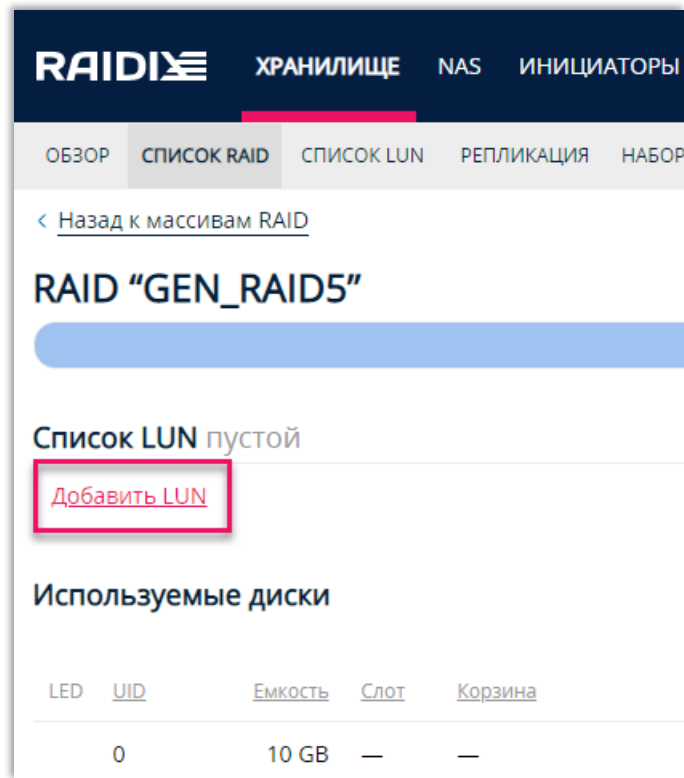 RAIDIX ХРАНИЛИЩЕ NAS ИНИЦИАТОРЫ
ОБЗОР СПИСОК RAID СПИСОК LUN РЕПЛИКАЦИЯ НАБОР
< Назад к массивам RAID
RAID “GEN_RAID5”
Список LUN пустой
Добавить LUN
Используемые диски
LED UID Емкость Слот Корзина
0 10 GB — —